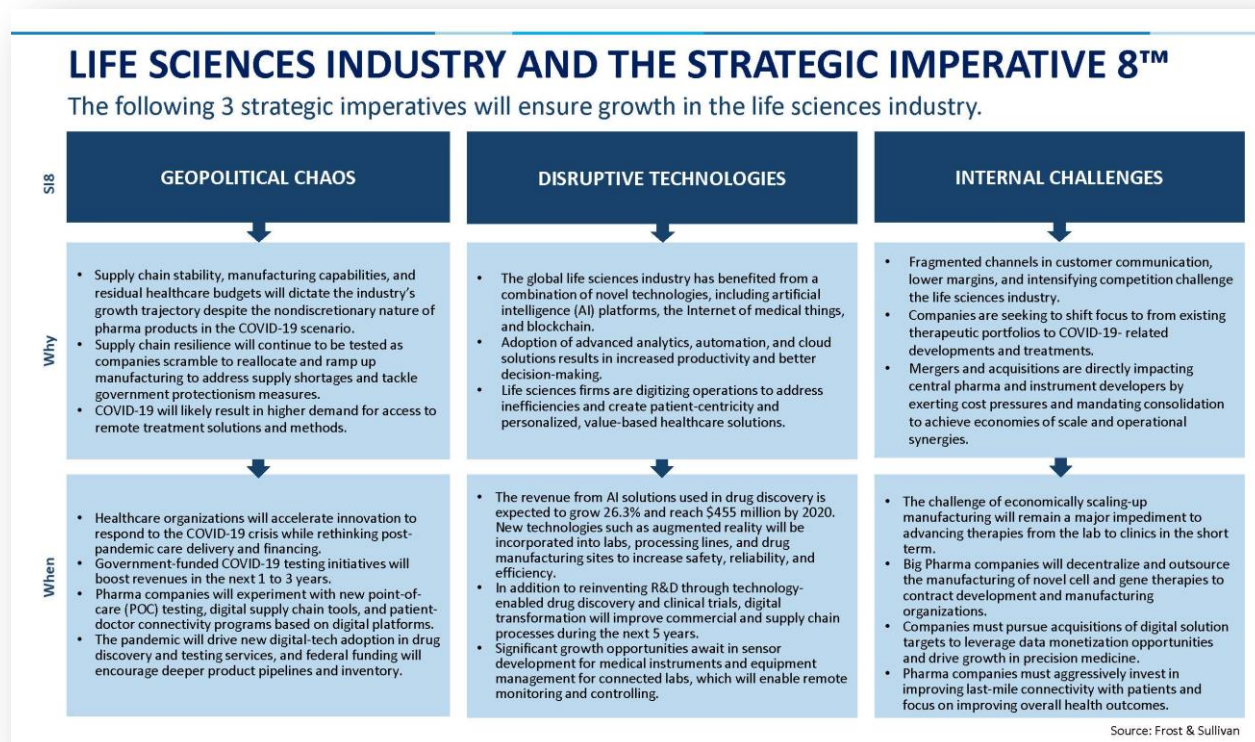 LIFE SCIENCES INDUSTRY AND THE STRATEGIC IMPERATIVE 8™
The following 3 strategic imperatives will ensure growth in the life sciences industry.
SI8
GEOPOLITICAL CHAOS
DISRUPTIVE TECHNOLOGIES
INTERNAL CHALLENGES
Why
• Supply chain stability, manufacturing capabilities, and
residual healthcare budgets will dictate the industry's
growth trajectory despite the nondiscretionary nature of
pharma products in the COVID-19 scenario.
• Supply chain resilience will continue to be tested as
companies scramble to reallocate and ramp up
manufacturing to address supply shortages and tackle
government protectionism measures.
• COVID-19 will likely result in higher demand for access to
remote treatment solutions and methods.
• The global life sciences industry has benefited from a
combination of novel technologies, including artificial
intelligence (AI) platforms, the Internet of medical things,
and blockchain.
• Adoption of advanced analytics, automation, and cloud
solutions results in increased productivity and better
decision-making.
• Life sciences firms are digitizing operations to address
inefficiencies and create patient-centricity and
personalized, value-based healthcare solutions.
• Fragmented channels in customer communication,
lower margins, and intensifying competition challenge
the life sciences industry.
• Companies are seeking to shift focus to from existing
therapeutic portfolios to COVID-19- related
developments and treatments.
• Mergers and acquisitions are directly impacting
central pharma and instrument developers by
exerting cost pressures and mandating consolidation
to achieve economies of scale and operational
synergies.
When
• Healthcare organizations will accelerate innovation to
respond to the COVID-19 crisis while rethinking post-
pandemic care delivery and financing.
• Government-funded COVID-19 testing initiatives will
boost revenues in the next 1 to 3 years.
• Pharma companies will experiment with new point-of-
care (POC) testing, digital supply chain tools, and patient-
doctor connectivity programs based on digital platforms.
• The pandemic will drive new digital-tech adoption in drug
discovery and testing services, and federal funding will
encourage deeper product pipelines and inventory.
• The revenue from AI solutions used in drug discovery is
expected to grow 26.3% and reach $455 million by 2020.
New technologies such as augmented reality will be
incorporated into labs, processing lines, and drug
manufacturing sites to increase safety, reliability, and
efficiency.
• In addition to reinventing R&D through technology-
enabled drug discovery and clinical trials, digital
transformation will improve commercial and supply chain
processes during the next 5 years.
• Significant growth opportunities await in sensor
development for medical instruments and equipment
management for connected labs, which will enable remote
monitoring and controlling.
• The challenge of economically scaling-up
manufacturing will remain a major impediment to
advancing therapies from the lab to clinics in the short
term.
• Big Pharma companies will decentralize and outsource
the manufacturing of novel cell and gene therapies to
contract development and manufacturing
organizations.
• Companies must pursue acquisitions of digital solution
targets to leverage data monetization opportunities
and drive growth in precision medicine.
• Pharma companies must aggressively invest in
improving last-mile connectivity with patients and
focus on improving overall health outcomes.
Source: Frost & Sullivan